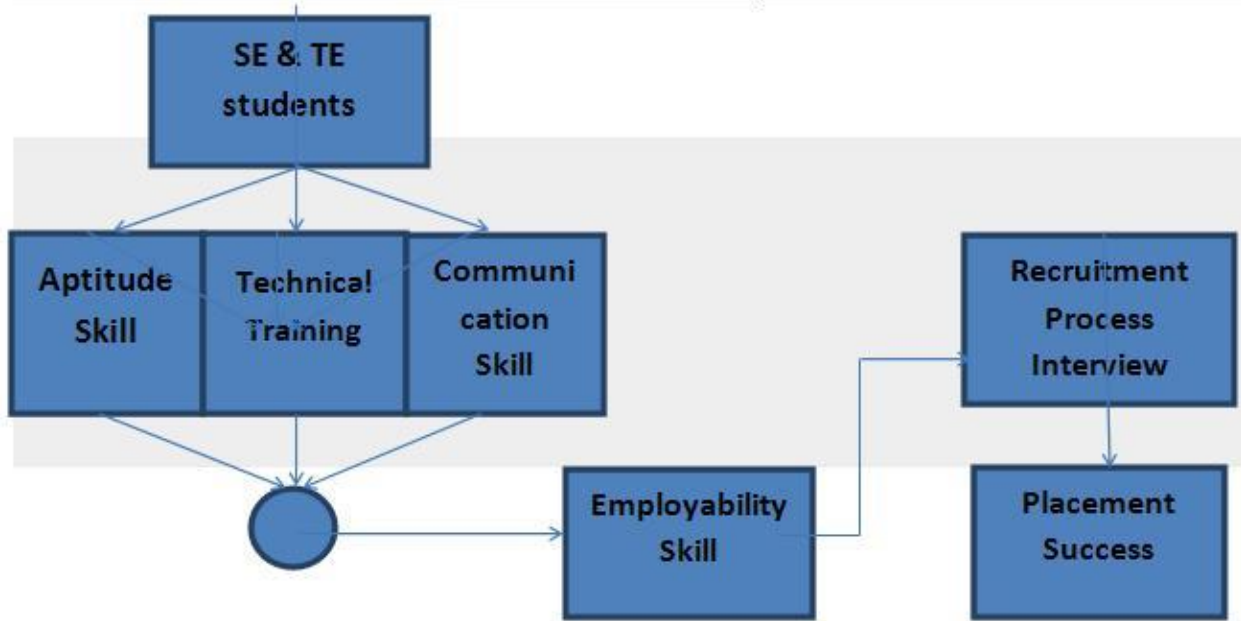 SE & TE
students
Aptitude
Skill
Technical
Training
Communi
cation
Skill
Recruitment
Process
Interview
Employability
Skill
Placement
Success